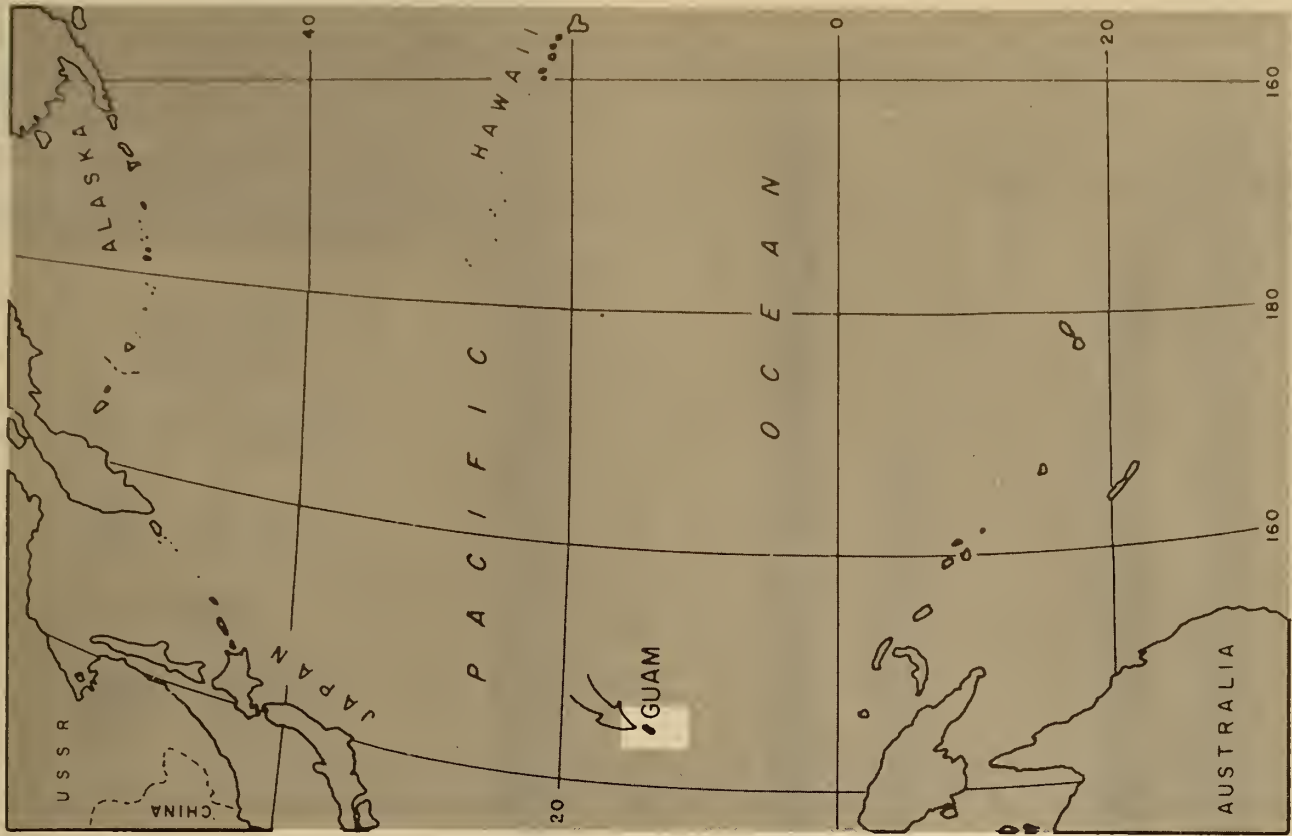 USSR
CHINA
ALASKA
JAPAN
HAWAII
PACIFIC
OCEAN
GUAM
AUSTRALIA
40
20
0
20
160
180
160